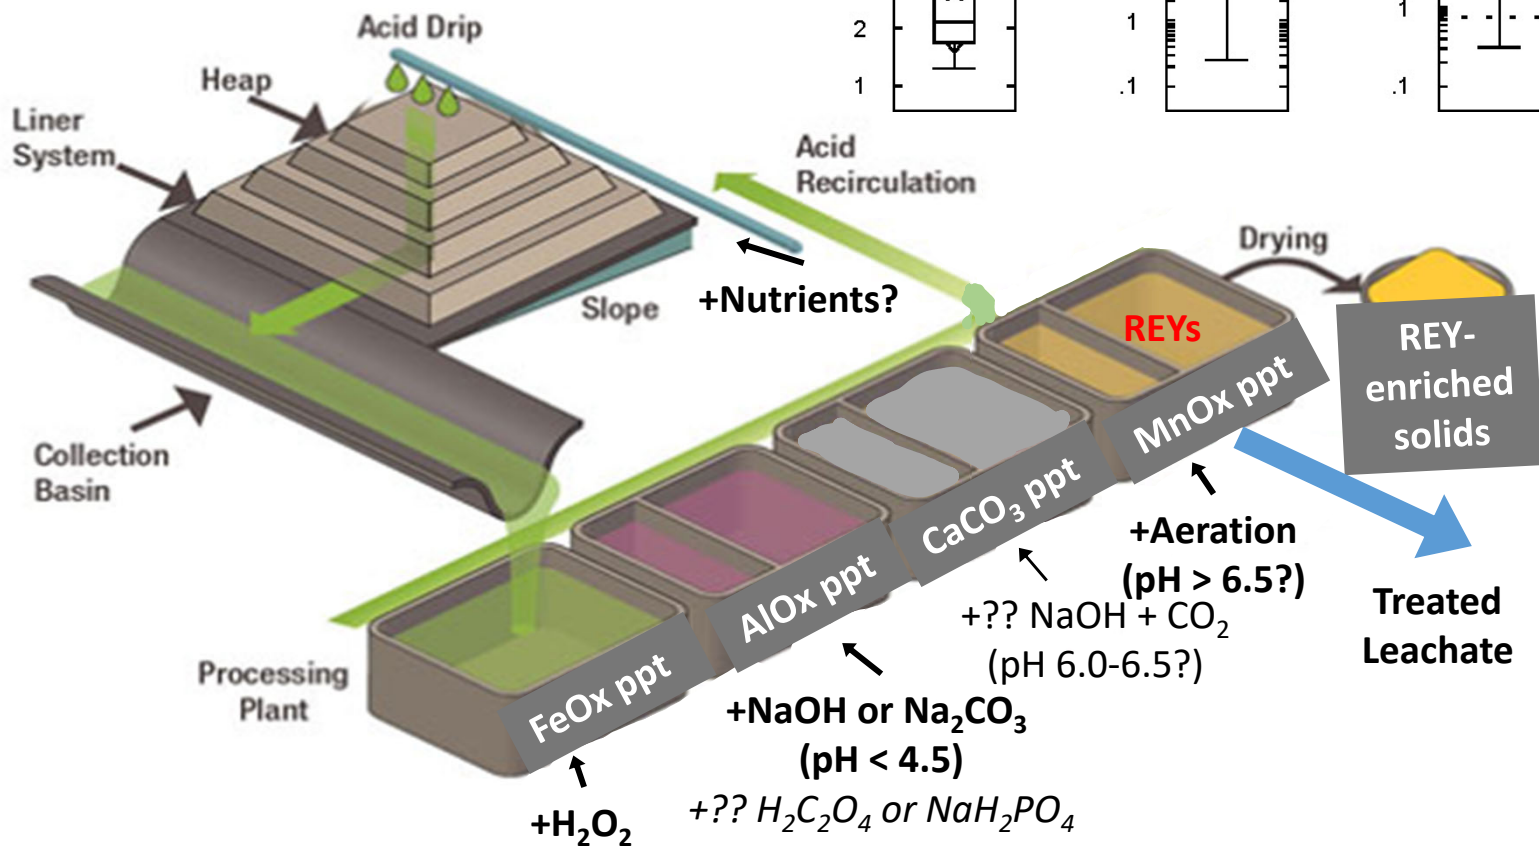 2
1
1
.1
1
.1
Acid Drip
Heap
Liner
System
Acid
Recirculation
Drying
+Nutrients?
Slope
REYs
REY-
enriched
solids
MnOx ppt
Collection
Basin
CaCO₃ ppt
+Aeration
(pH > 6.5?)
Treated
Leachate
AlOx ppt
+?? NaOH + CO₂
(pH 6.0-6.5?)
Processing
Plant
FeOx ppt
+NaOH or Na₂CO₃
(pH < 4.5)
+?? H₂C₂O₄ or NaH₂PO₄
+H₂O₂